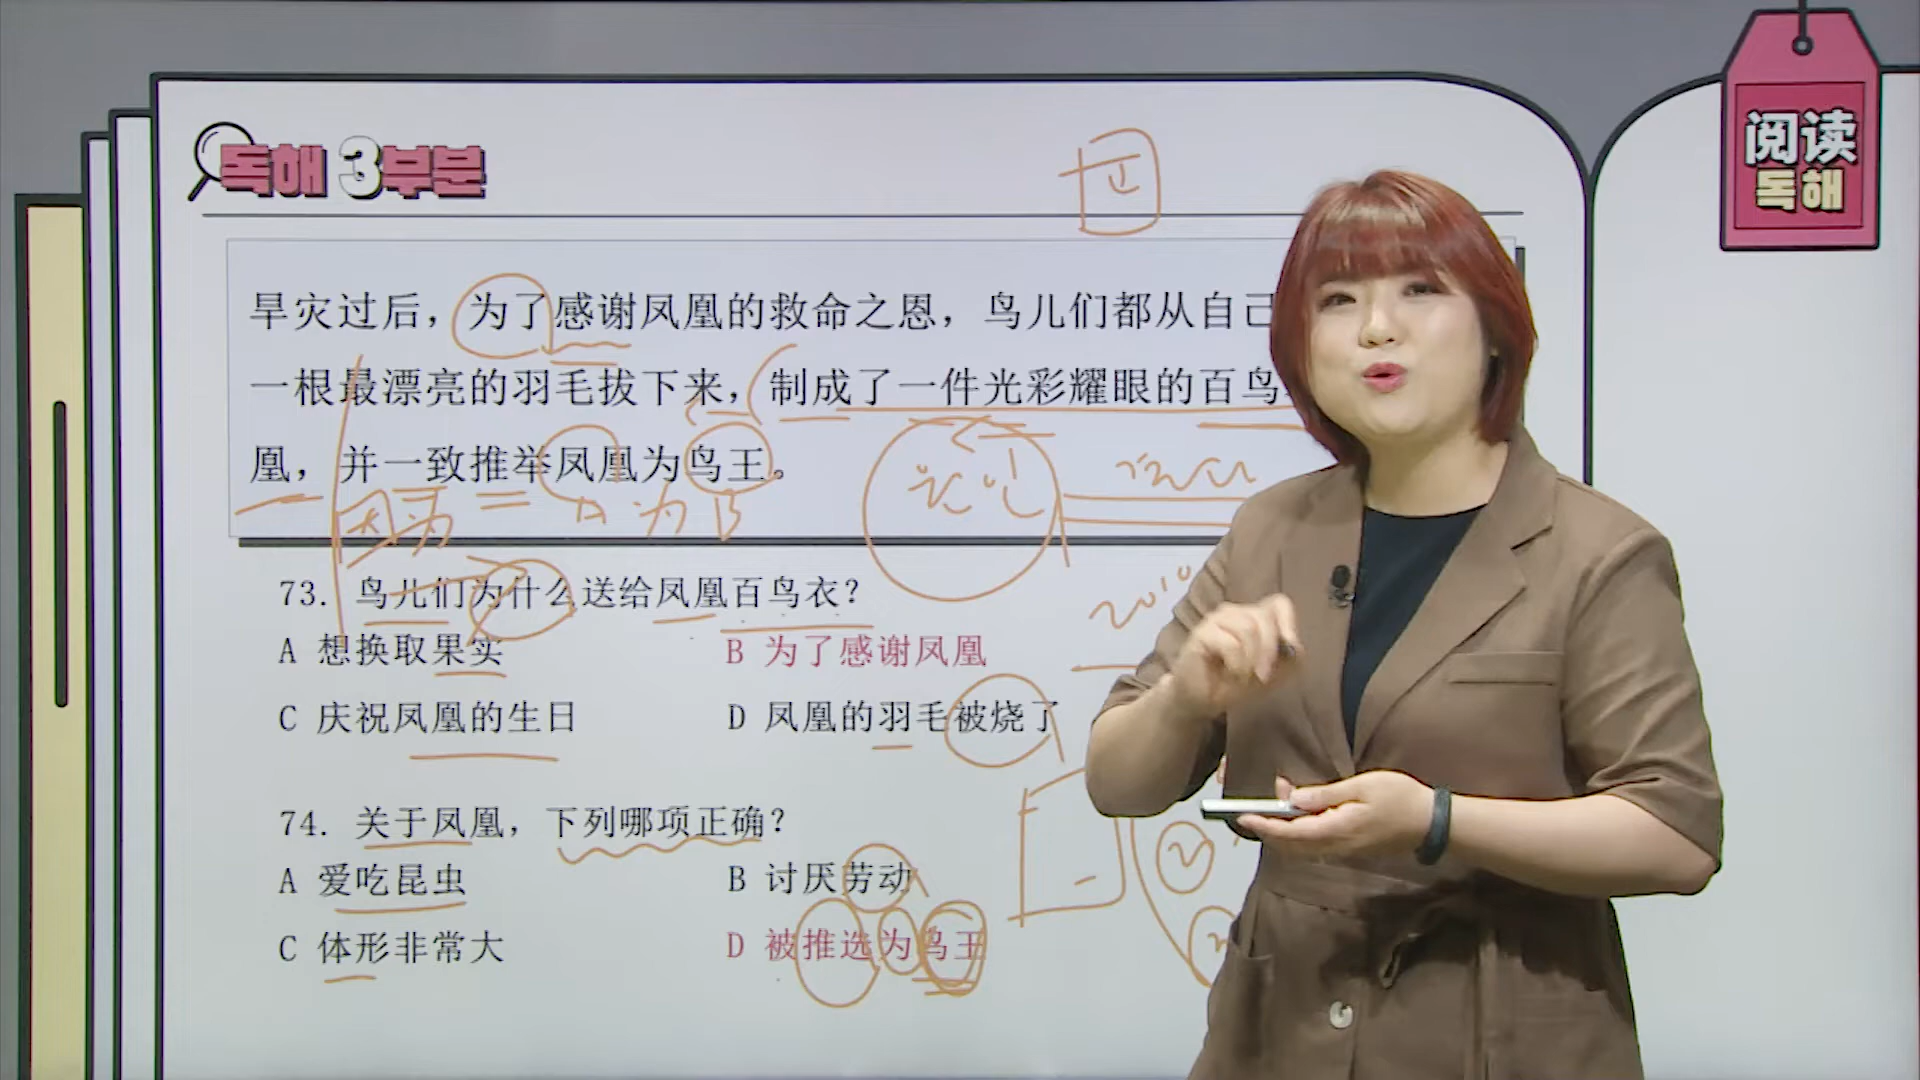 독해 3부분
阅读
독해
旱灾过后，为了感谢凤凰的救命之恩，鸟儿们都从自己
一根最漂亮的羽毛拔下来，制成了一件光彩耀眼的百鸟
凰，并一致推举凤凰为鸟王。
因为 A 为 B
73. 鸟儿们为什么送给凤凰百鸟衣？
A 想换取果实
B 为了感谢凤凰
C 庆祝凤凰的生日
D 凤凰的羽毛被烧了
74. 关于凤凰，下列哪项正确？
A 爱吃昆虫
B 讨厌劳动
C 体形非常大
D 被推选为鸟王